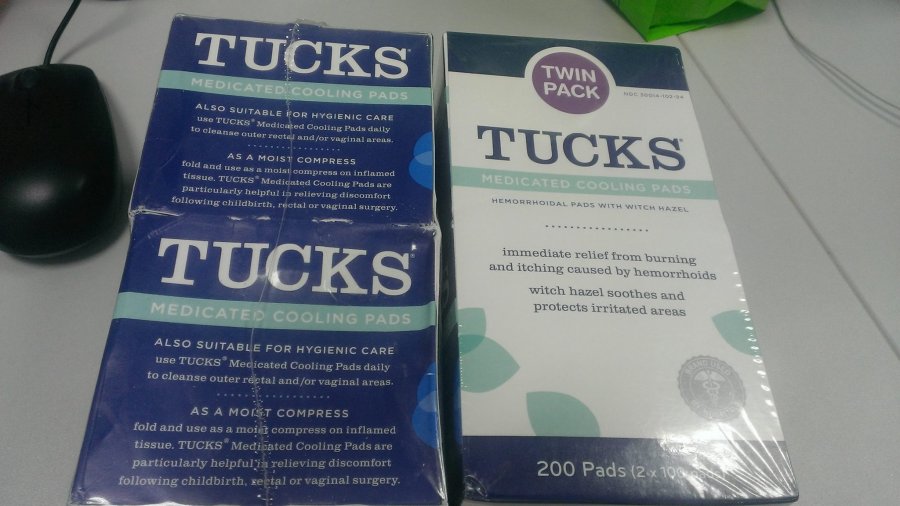 TUCKS®
MEDICATED COOLING PADS
ALSO SUITABLE FOR HYGIENIC CARE
use TUCKS® Medicated Cooling Pads daily
to cleanse outer rectal and/or vaginal areas.
AS A MOIST COMPRESS
fold and use as a moist compress on inflamed
tissue. TUCKS® Medicated Cooling Pads are
particularly helpful in relieving discomfort
following childbirth, rectal or vaginal surgery.
TUCKS®
MEDICATED COOLING PADS
ALSO SUITABLE FOR HYGIENIC CARE
use TUCKS® Medicated Cooling Pads daily
to cleanse outer rectal and/or vaginal areas.
AS A MOIST COMPRESS
fold and use as a moist compress on inflamed
tissue. TUCKS® Medicated Cooling Pads are
particularly helpful in relieving discomfort
following childbirth, rectal or vaginal surgery.
TWIN
PACK
NDC
TUCKS®
MEDICATED COOLING PADS
HEMORRHOIDAL PADS WITH WITCH HAZEL
immediate relief from burning
and itching caused by hemorrhoids
witch hazel soothes and
protects irritated areas
200 Pads (2 x 100 pads)